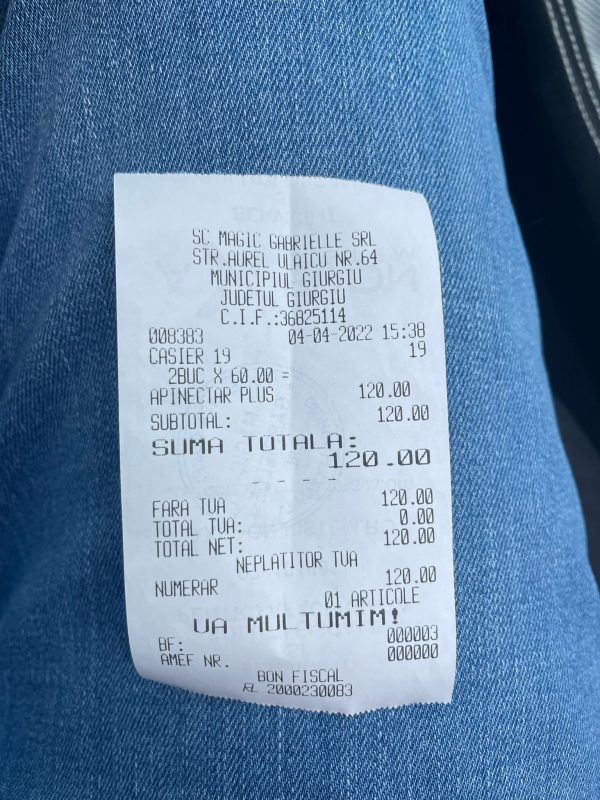 SC MAGIC GABRIELLE SRL
STR.AUREL VLAICU NR.64
MUNICIPIUL GIURGIU
JUDETUL GIURGIU
C.I.F.:36825114
008383 04-04-2022 15:38
CASIER 19 19
2BUC X 60.00 =
APINECTAR PLUS 120.00
SUBTOTAL: 120.00
SUMA TOTALA:
120.00
- - - -
FARA TVA 120.00
TOTAL TVA: 0.00
TOTAL NET: 120.00
NEPLATITOR TVA
NUMERAR 120.00
01 ARTICOLE
VA MULTUMIM!
BF: 000003
AMEF NR. 000000
BON FISCAL
RL 2000230083